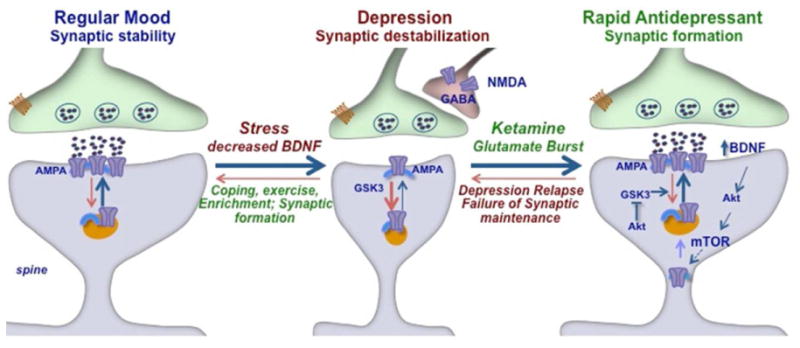 Regular Mood
Synaptic stability
AMPA
spine
Stress
decreased BDNF
Coping, exercise,
Enrichment; Synaptic
formation
Depression
Synaptic destabilization
NMDA
GABA
AMPA
GSK3
Ketamine
Glutamate Burst
Depression Relapse
Failure of Synaptic
maintenance
Rapid Antidepressant
Synaptic formation
BDNF
AMPA
GSK3
Akt
Akt
mTOR